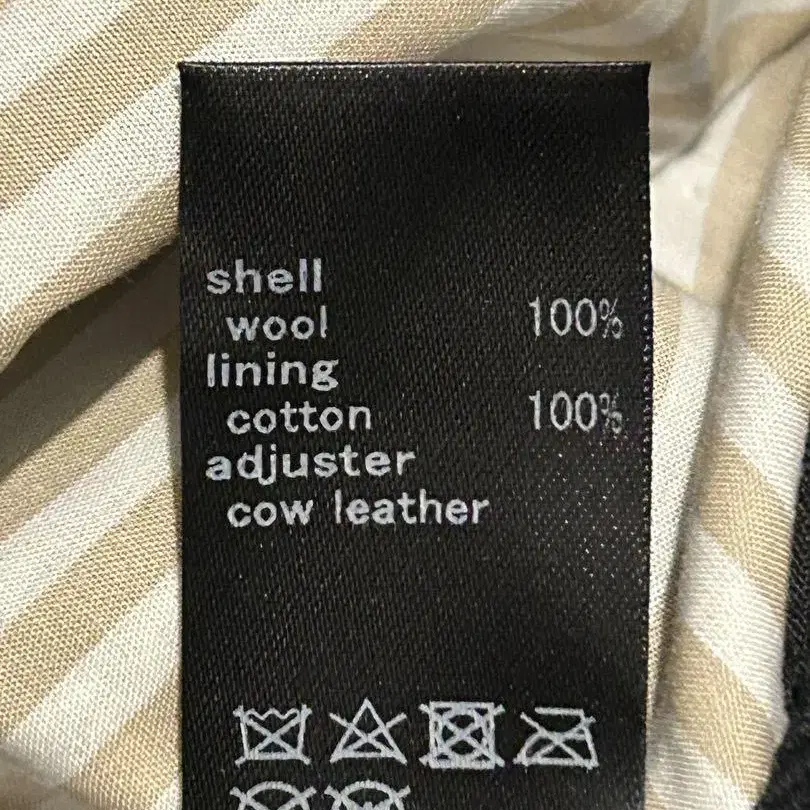 shell
wool 100%
lining
cotton 100%
adjuster
cow leather